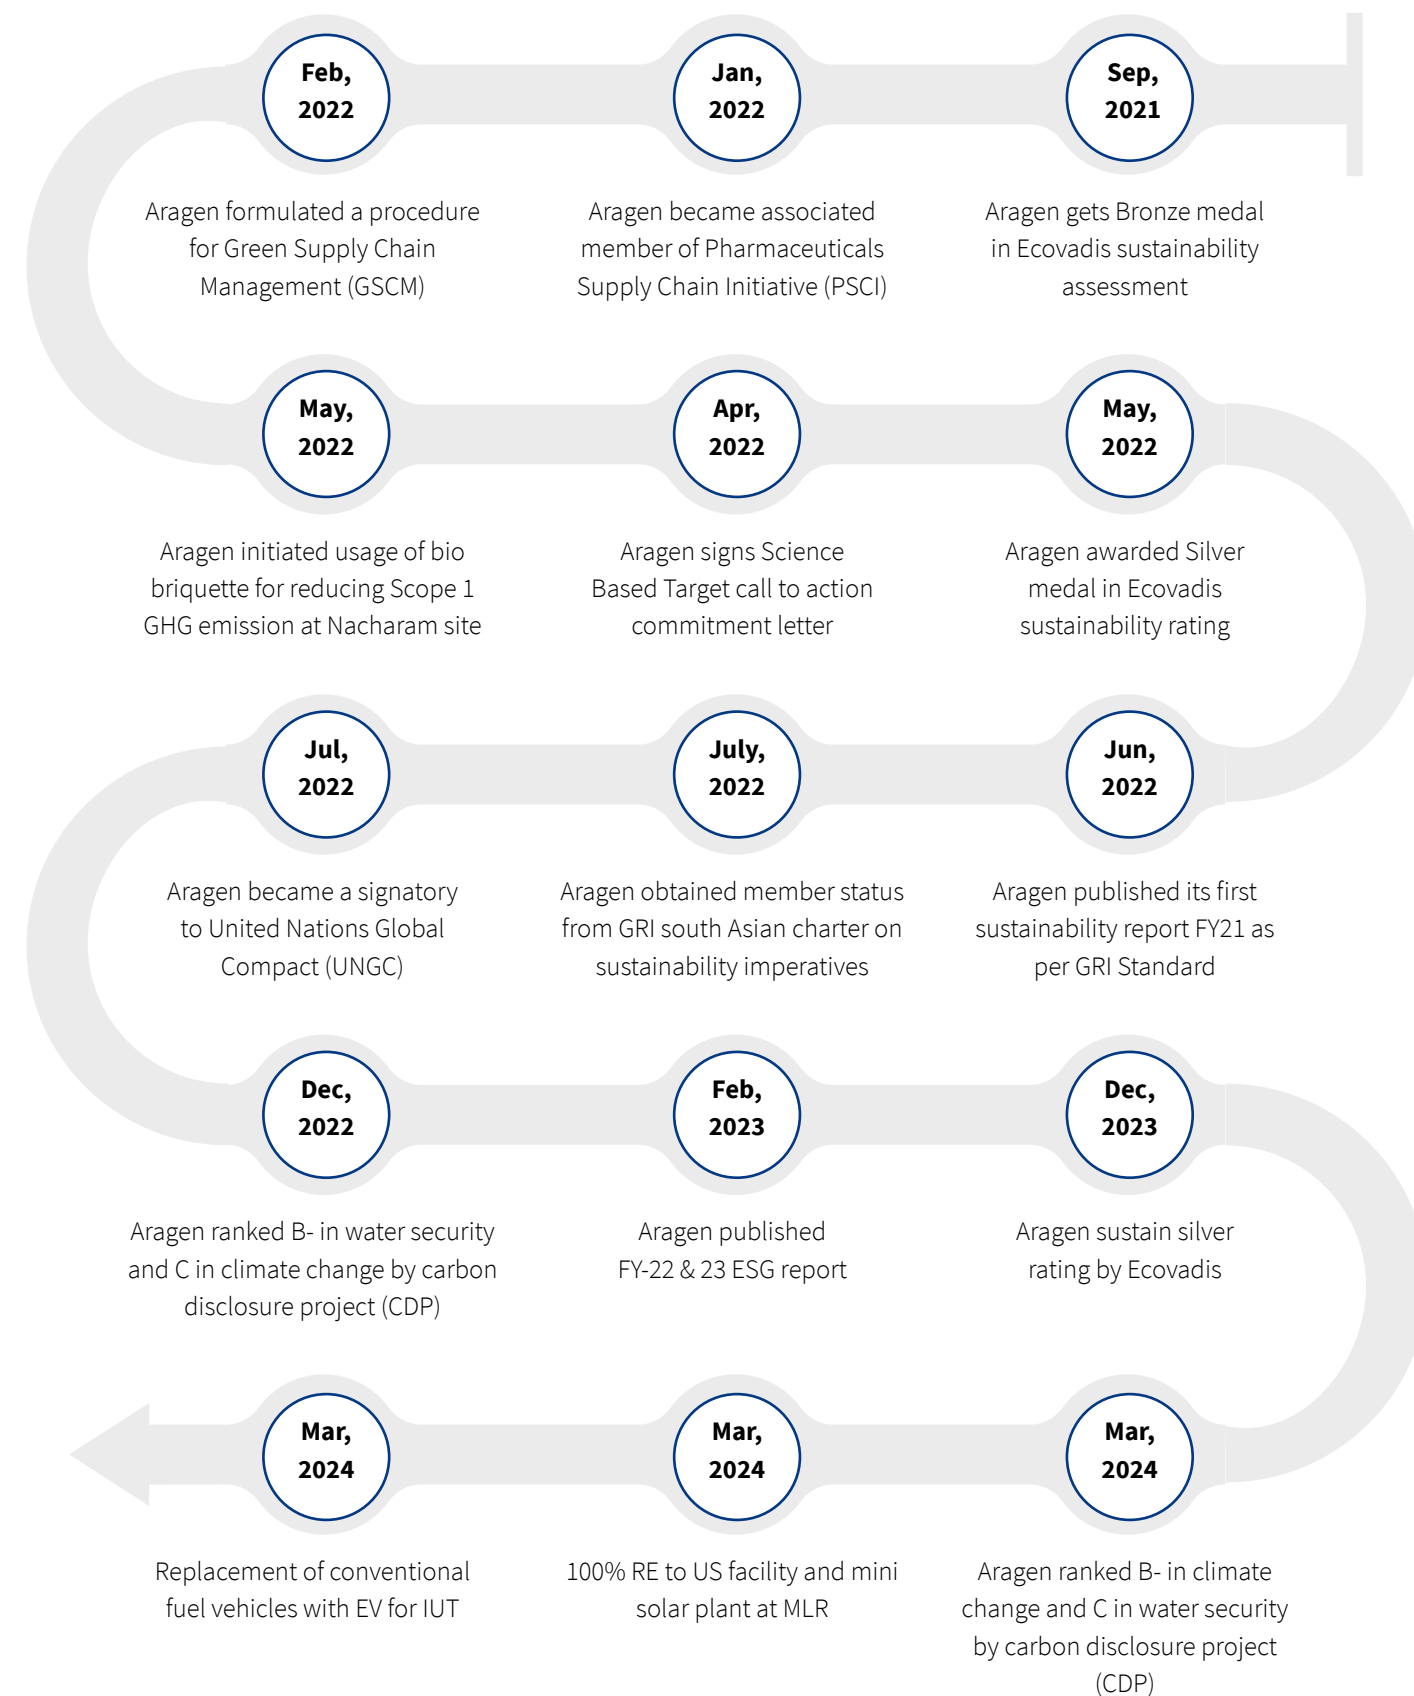 Feb,
2022
Aragen formulated a procedure
for Green Supply Chain
Management (GSCM)
Jan,
2022
Aragen became associated
member of Pharmaceuticals
Supply Chain Initiative (PSCI)
Sep,
2021
Aragen gets Bronze medal
in Ecovadis sustainability
assessment
May,
2022
Aragen initiated usage of bio
briquette for reducing Scope 1
GHG emission at Nacharam site
Apr,
2022
Aragen signs Science
Based Target call to action
commitment letter
May,
2022
Aragen awarded Silver
medal in Ecovadis
sustainability rating
Jul,
2022
Aragen became a signatory
to United Nations Global
Compact (UNGC)
July,
2022
Aragen obtained member status
from GRI south Asian charter on
sustainability imperatives
Jun,
2022
Aragen published its first
sustainability report FY21 as
per GRI Standard
Dec,
2022
Aragen ranked B- in water security
and C in climate change by carbon
disclosure project (CDP)
Feb,
2023
Aragen published
FY-22 & 23 ESG report
Dec,
2023
Aragen sustain silver
rating by Ecovadis
Mar,
2024
Replacement of conventional
fuel vehicles with EV for IUT
Mar,
2024
100% RE to US facility and mini
solar plant at MLR
Mar,
2024
Aragen ranked B- in climate
change and C in water security
by carbon disclosure project
(CDP)